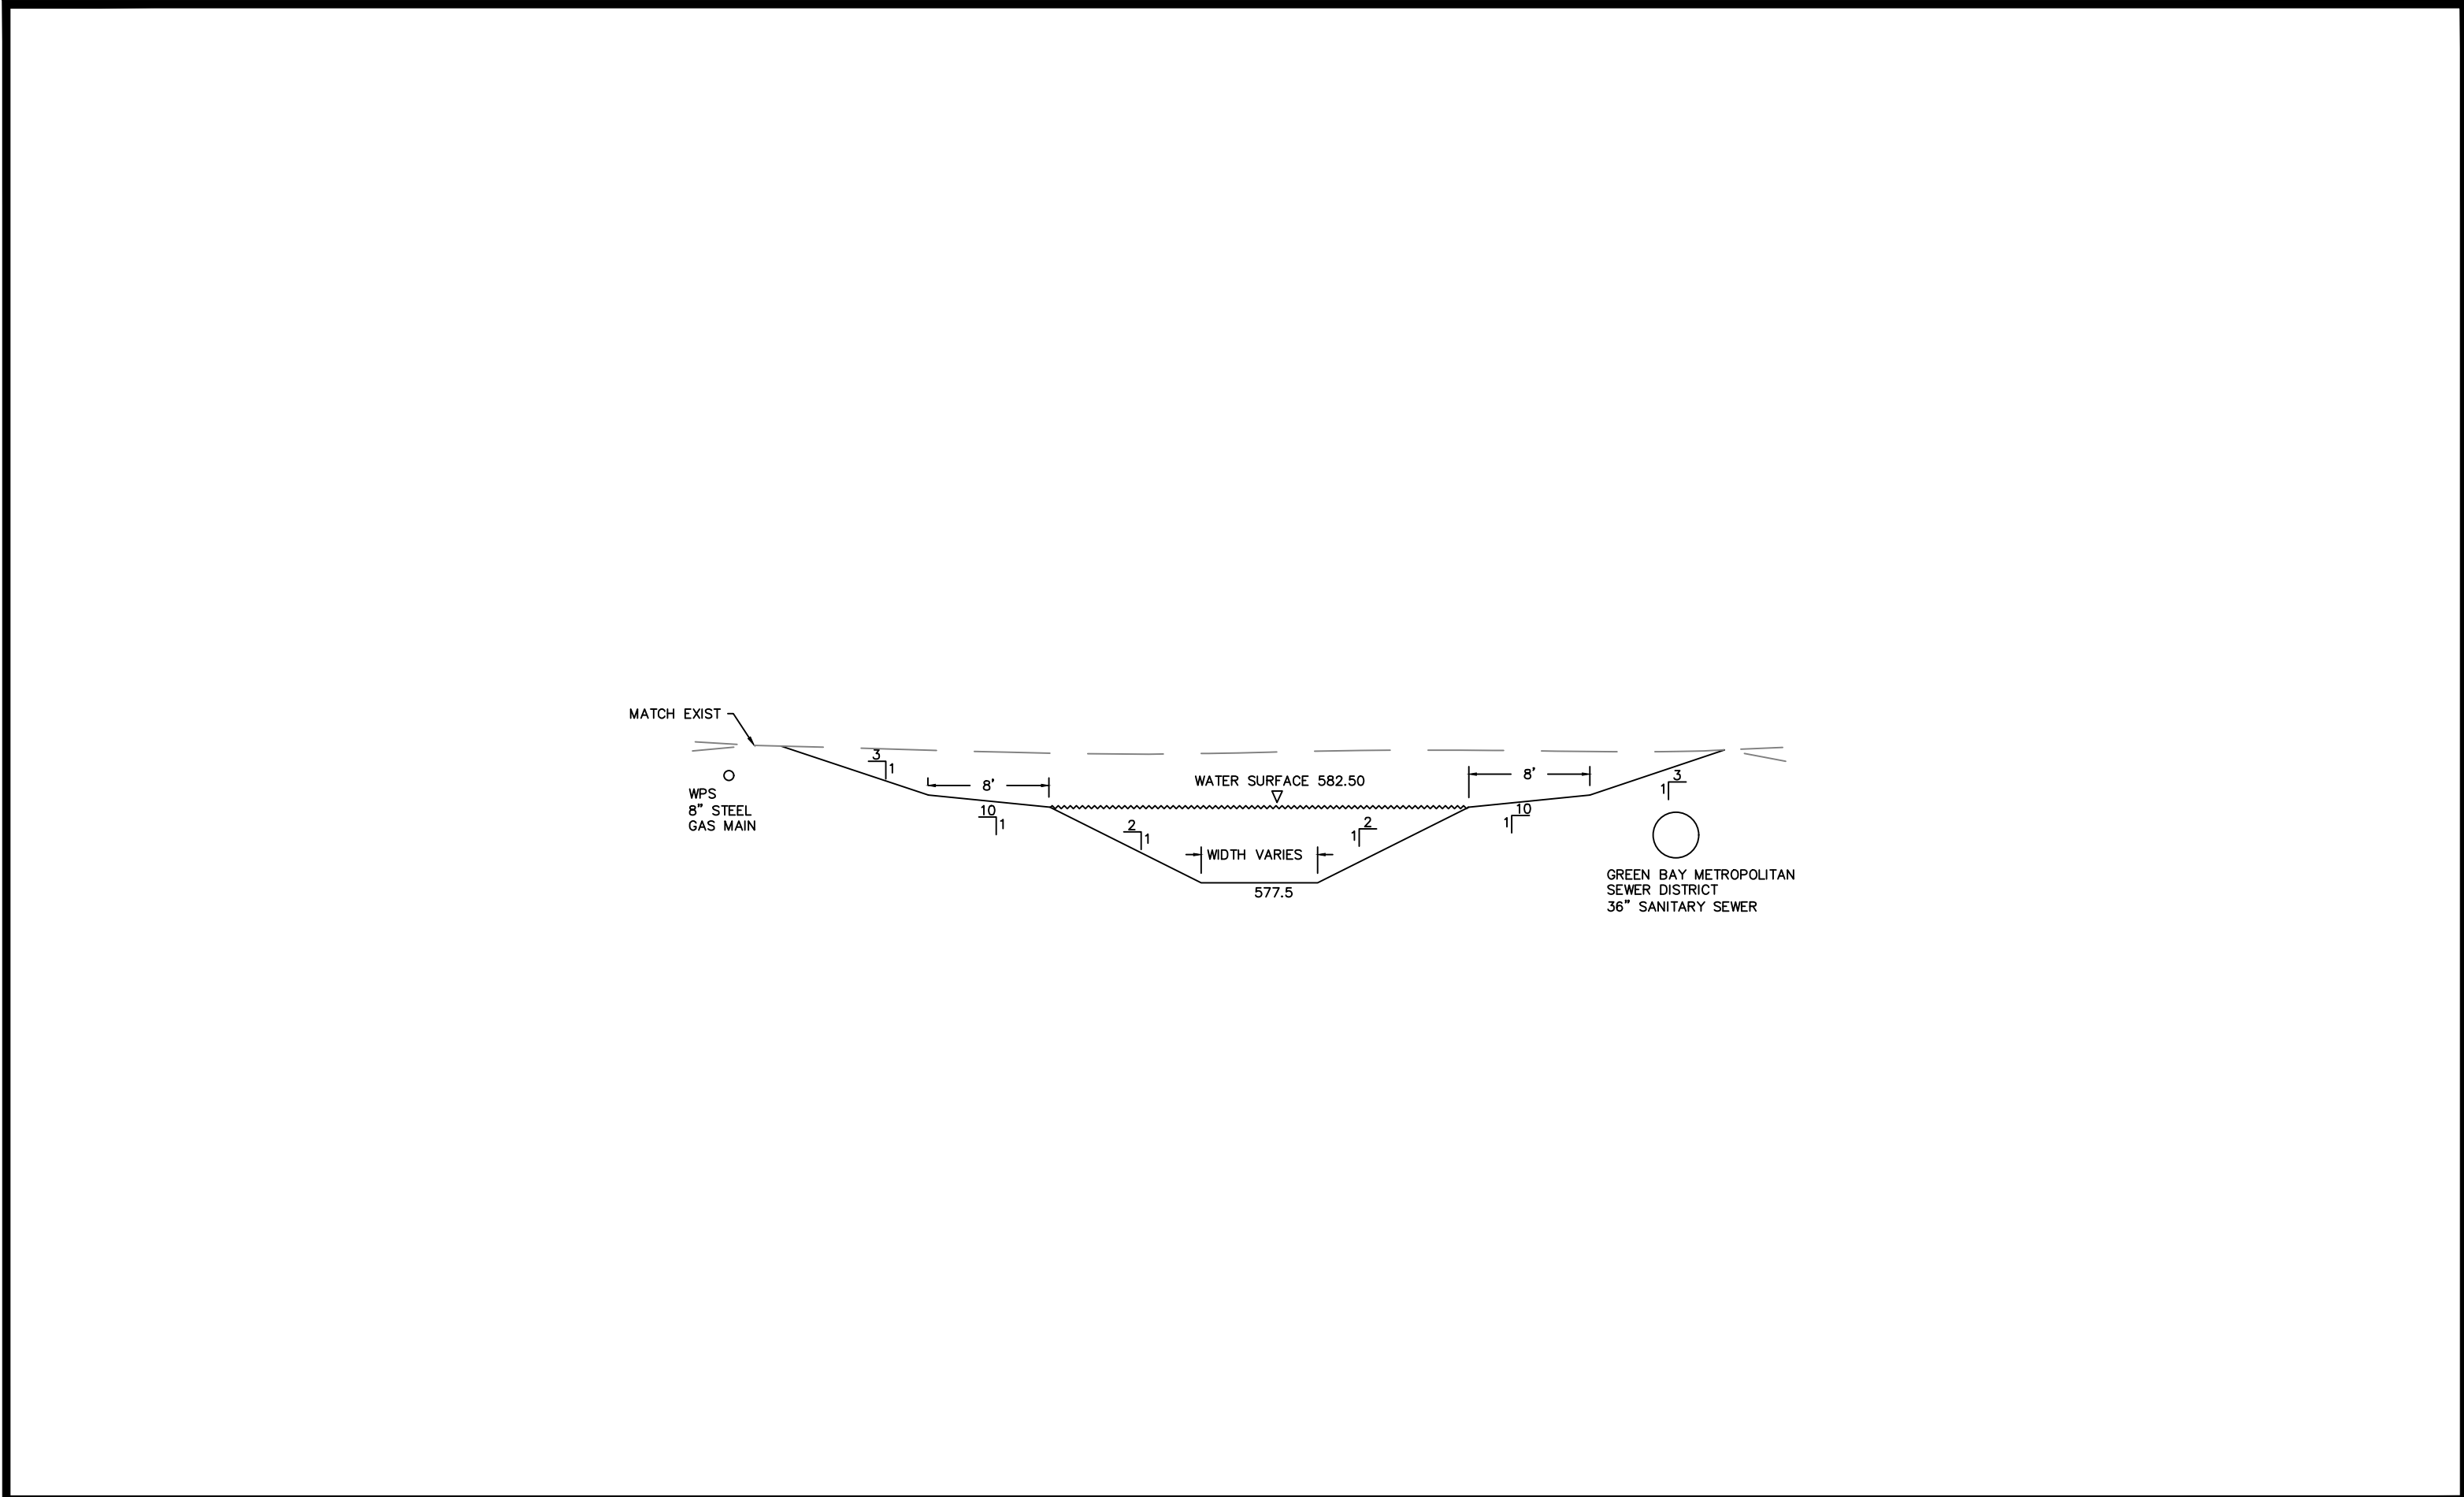 MATCH EXIST
3
1
WATER SURFACE 582.50
8'
8'
3
1
WPS
8" STEEL
GAS MAIN
10
1
10
1
2
1
2
1
WIDTH VARIES
577.5
GREEN BAY METROPOLITAN
SEWER DISTRICT
36" SANITARY SEWER